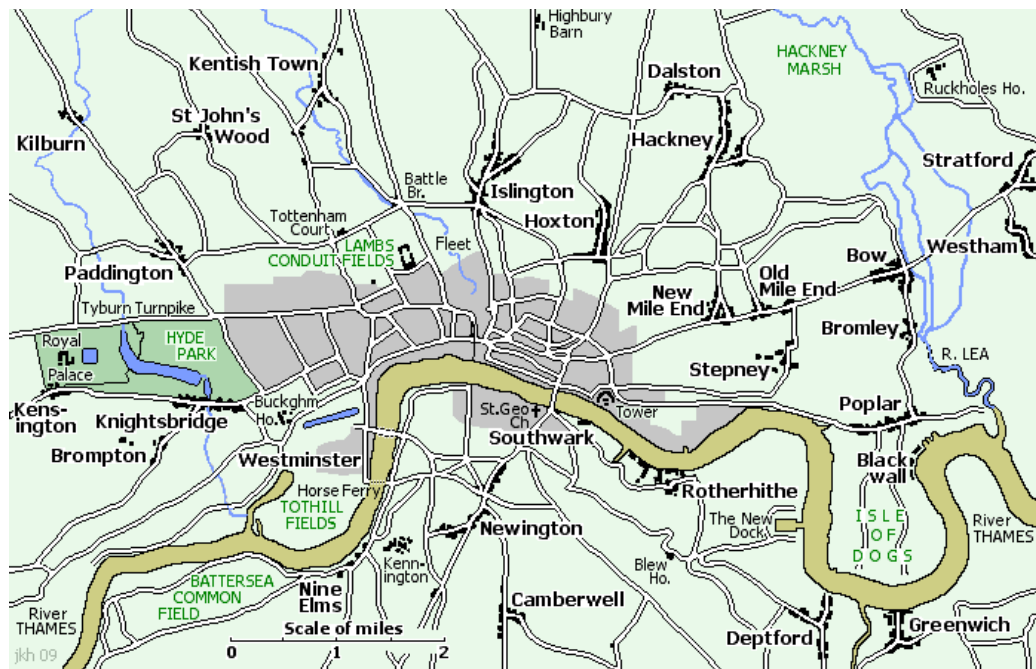 Highbury
Barn
HACKNEY
MARSH
Kentish Town
Dalston
Ruckholes Ho.
St John's
Wood
Kilburn
Hackney
Stratford
Battle
Br.
Islington
Tottenham
Court
Hoxton
Fleet
LAMBS
CONDUIT FIELDS
Westham
Bow
Paddington
Old
Mile End
New
Mile End
Tyburn Turnpike
HYDE
PARK
Royal
Palace
Bromley
R. LEA
Stepney
Kens-
ington
Knightsbridge
Buckghm
Ho.
St.Geo
Ch
Tower
Poplar
Brompton
Southwark
Westminster
Black
wall
Horse Ferry
TOTHILL
FIELDS
Rotherhithe
Newington
The New
Dock
ISLE
OF
DOGS
River
THAMES
Kenn-
ington
Blew
Ho.
BATTERSEA
COMMON
FIELD
Nine
Elms
Camberwell
River
THAMES
Scale of miles
0 1 2
Deptford
Greenwich
jkh 09